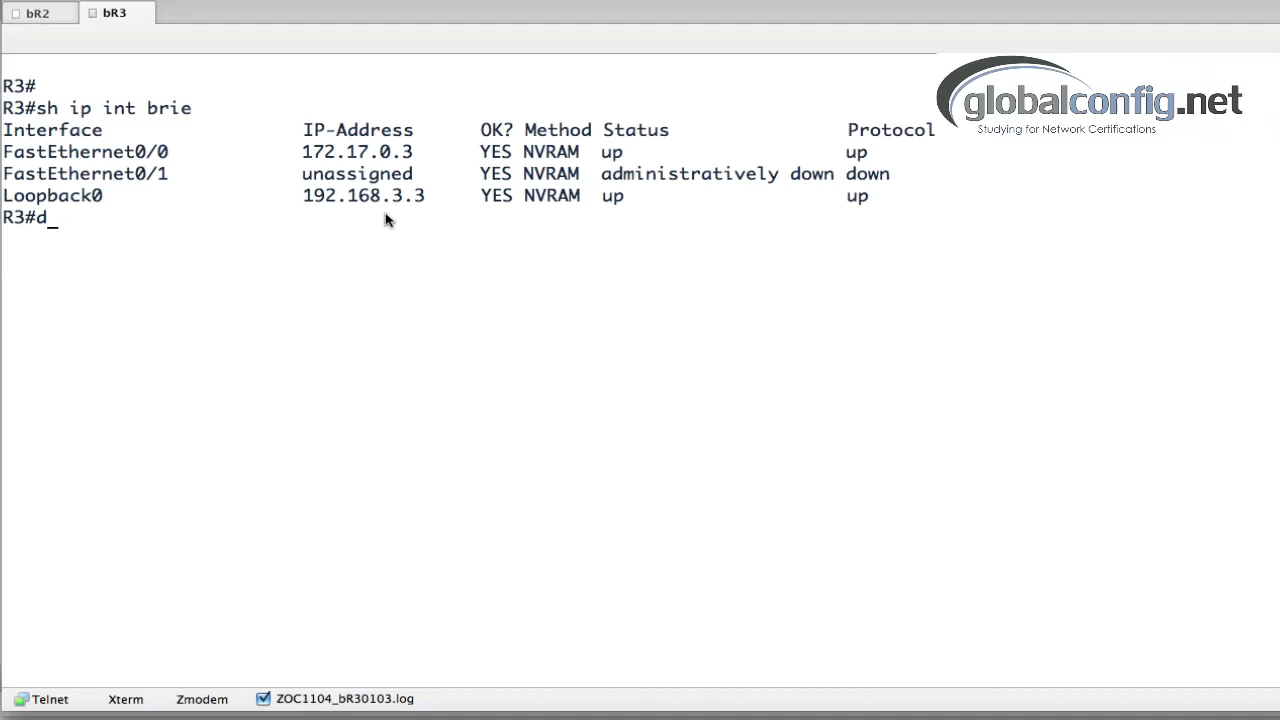 bR2 bR3
globalconfig.net
Studying for Network Certifications
R3#
R3#sh ip int brie
Interface IP-Address OK? Method Status Protocol
FastEthernet0/0 172.17.0.3 YES NVRAM up up
FastEthernet0/1 unassigned YES NVRAM administratively down down
Loopback0 192.168.3.3 YES NVRAM up up
R3#d_
Telnet Xterm Zmodem ZOC1104_bR30103.log